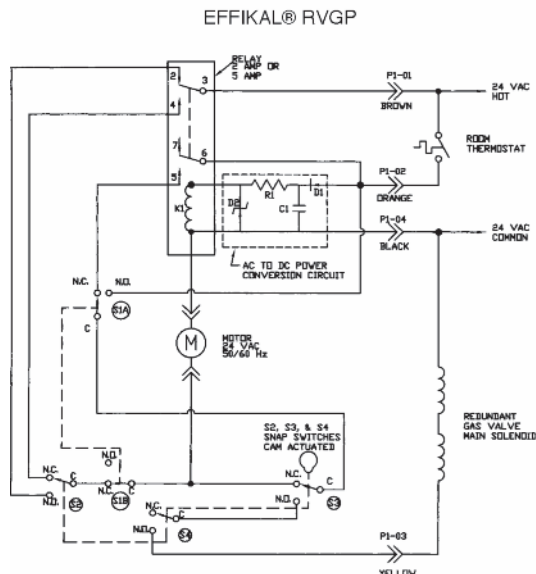 EFFIKAL® RVGP
RELAY
2 AMP OR
5 AMP
2
3
4
7
6
5
K1
P1-01
BROWN
24 VAC
HOT
ROOM
THERMOSTAT
P1-02
ORANGE
R1
D1
D2
C1
P1-04
BLACK
24 VAC
COMMON
AC TO DC POWER
CONVERSION CIRCUIT
N.C.
N.O.
C
S1A
M
MOTOR
24 VAC
50/60 Hz
REDUNDANT
GAS VALVE
MAIN SOLENOID
S2, S3, & S4
SNAP SWITCHES
CAM ACTUATED
N.O.
N.C.
C
N.C.
C
N.C.
C
N.O.
S2
S1B
N.O.
S3
N.C.
C
N.O.
S4
P1-03
YELLOW